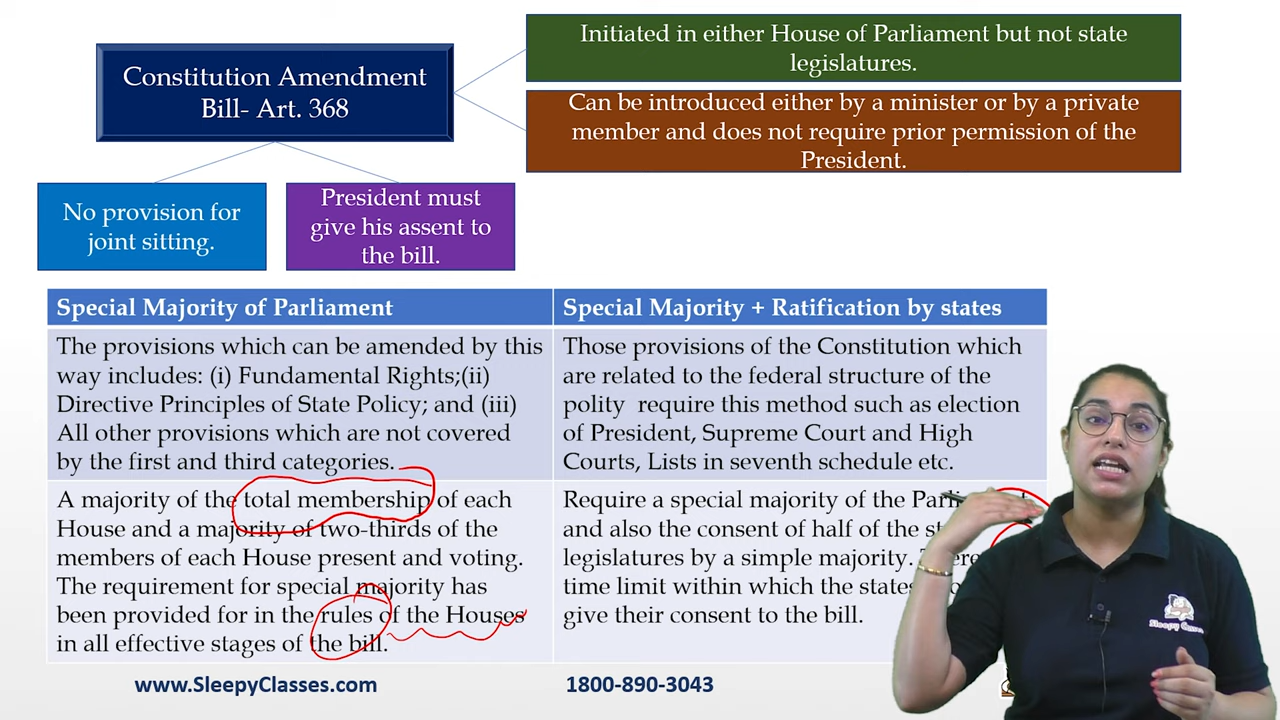 Constitution Amendment
Bill- Art. 368
Initiated in either House of Parliament but not state
legislatures.
Can be introduced either by a minister or by a private
member and does not require prior permission of the
President.
No provision for
joint sitting.
President must
give his assent to
the bill.
Special Majority of Parliament
The provisions which can be amended by this
way includes: (i) Fundamental Rights;(ii)
Directive Principles of State Policy; and (iii)
All other provisions which are not covered
by the first and third categories.
A majority of the total membership of each
House and a majority of two-thirds of the
members of each House present and voting.
The requirement for special majority has
been provided for in the rules of the Houses
in all effective stages of the bill.
Special Majority + Ratification by states
Those provisions of the Constitution which
are related to the federal structure of the
polity require this method such as election
of President, Supreme Court and High
Courts, Lists in seventh schedule etc.
Require a special majority of the
and also the consent of half of the
legislatures by a simple majority.
time limit within which the states
give their consent to the bill.
Sleepy Classes
www.SleepyClasses.com
1800-890-3043